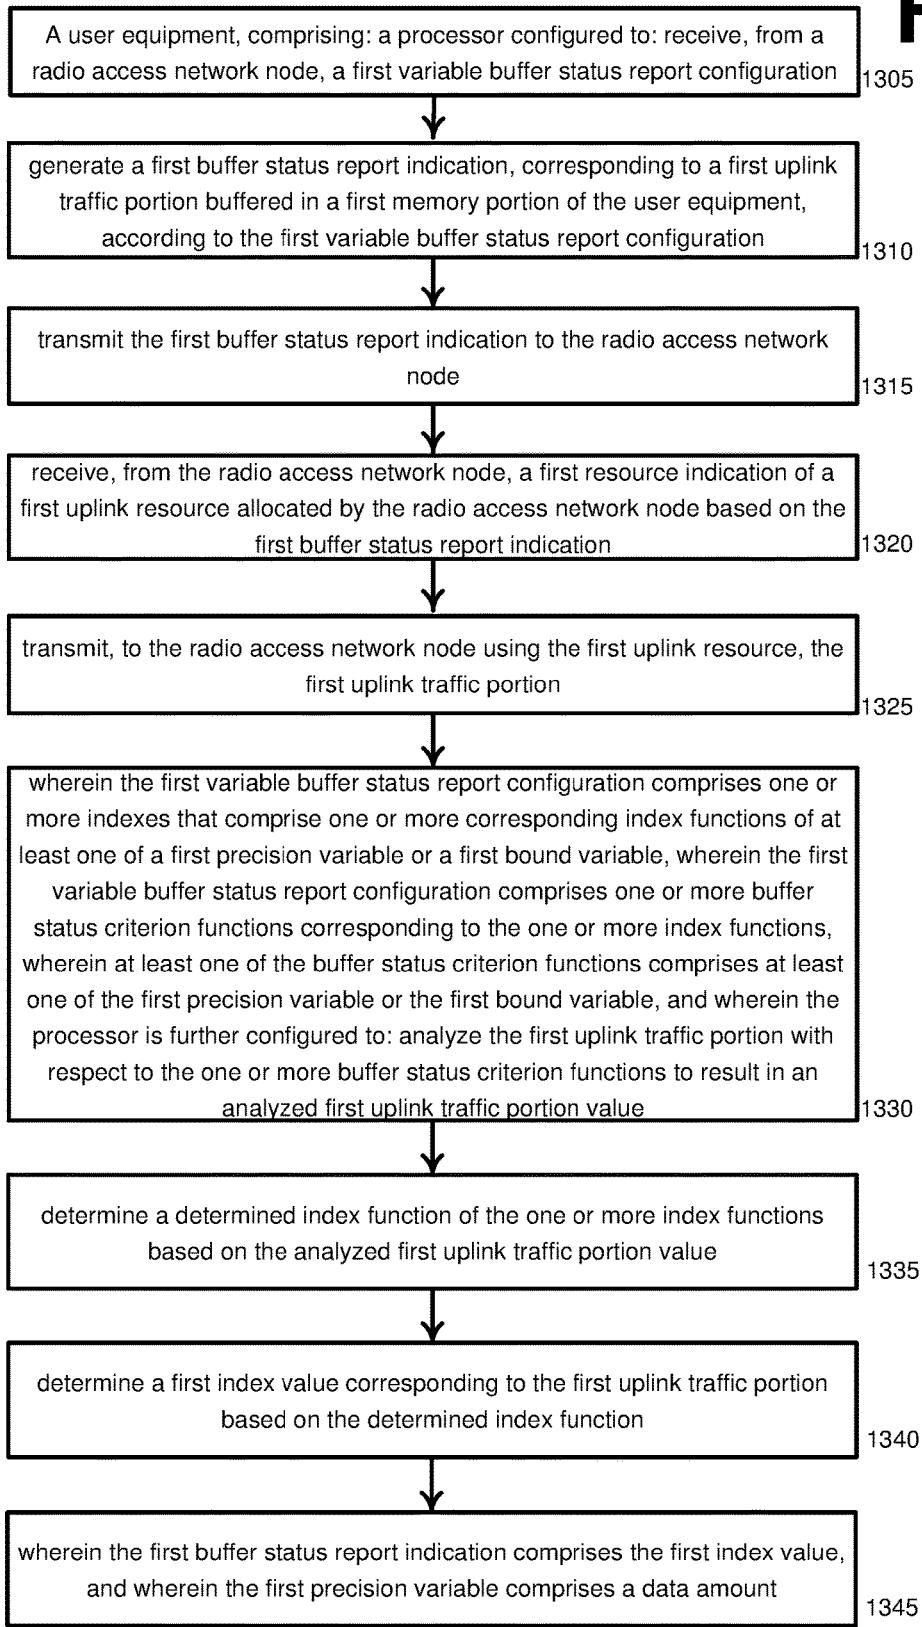 A user equipment, comprising: a processor configured to: receive, from a
radio access network node, a first variable buffer status report configuration
1305
generate a first buffer status report indication, corresponding to a first uplink
traffic portion buffered in a first memory portion of the user equipment,
according to the first variable buffer status report configuration
1310
transmit the first buffer status report indication to the radio access network
node
1315
receive, from the radio access network node, a first resource indication of a
first uplink resource allocated by the radio access network node based on the
first buffer status report indication
1320
transmit, to the radio access network node using the first uplink resource, the
first uplink traffic portion
1325
wherein the first variable buffer status report configuration comprises one or
more indexes that comprise one or more corresponding index functions of at
least one of a first precision variable or a first bound variable, wherein the first
variable buffer status report configuration comprises one or more buffer
status criterion functions corresponding to the one or more index functions,
wherein at least one of the buffer status criterion functions comprises at least
one of the first precision variable or the first bound variable, and wherein the
processor is further configured to: analyze the first uplink traffic portion with
respect to the one or more buffer status criterion functions to result in an
analyzed first uplink traffic portion value
1330
determine a determined index function of the one or more index functions
based on the analyzed first uplink traffic portion value
1335
determine a first index value corresponding to the first uplink traffic portion
based on the determined index function
1340
wherein the first buffer status report indication comprises the first index value,
and wherein the first precision variable comprises a data amount
1345